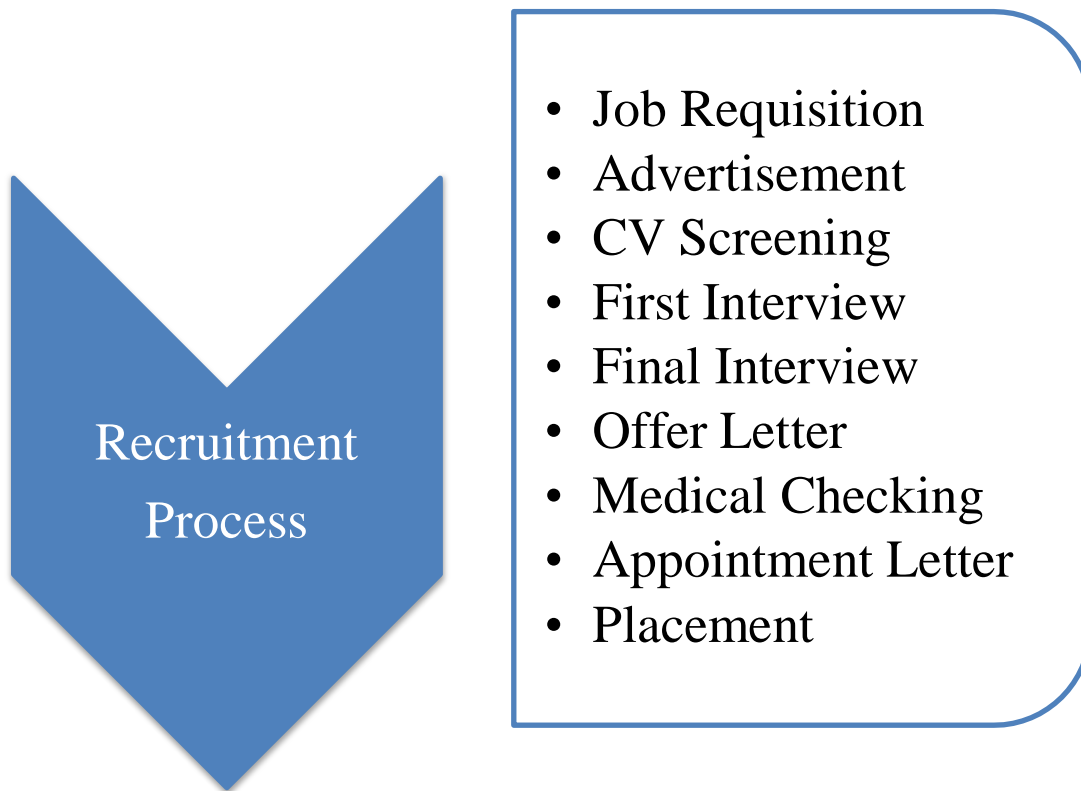 Recruitment
Process
• Job Requisition
• Advertisement
• CV Screening
• First Interview
• Final Interview
• Offer Letter
• Medical Checking
• Appointment Letter
• Placement